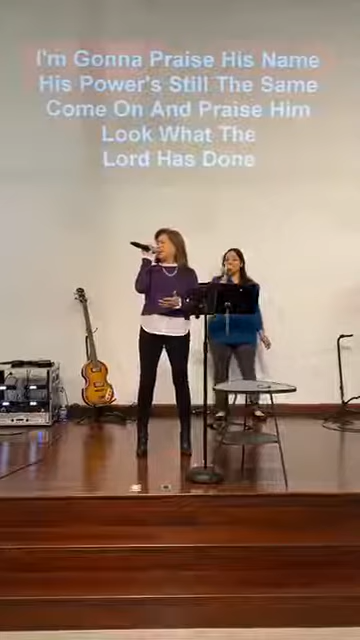 I'm Gonna Praise His Name
His Power's Still The Same
Come On And Praise Him
Look What The
Lord Has Done